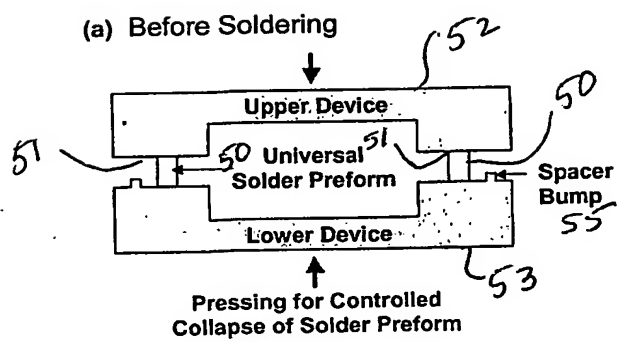 (a) Before Soldering
52
Upper Device
50
51
50
51
Universal
Solder Preform
Spacer
Bump
55
Lower Device
53
Pressing for Controlled
Collapse of Solder Preform